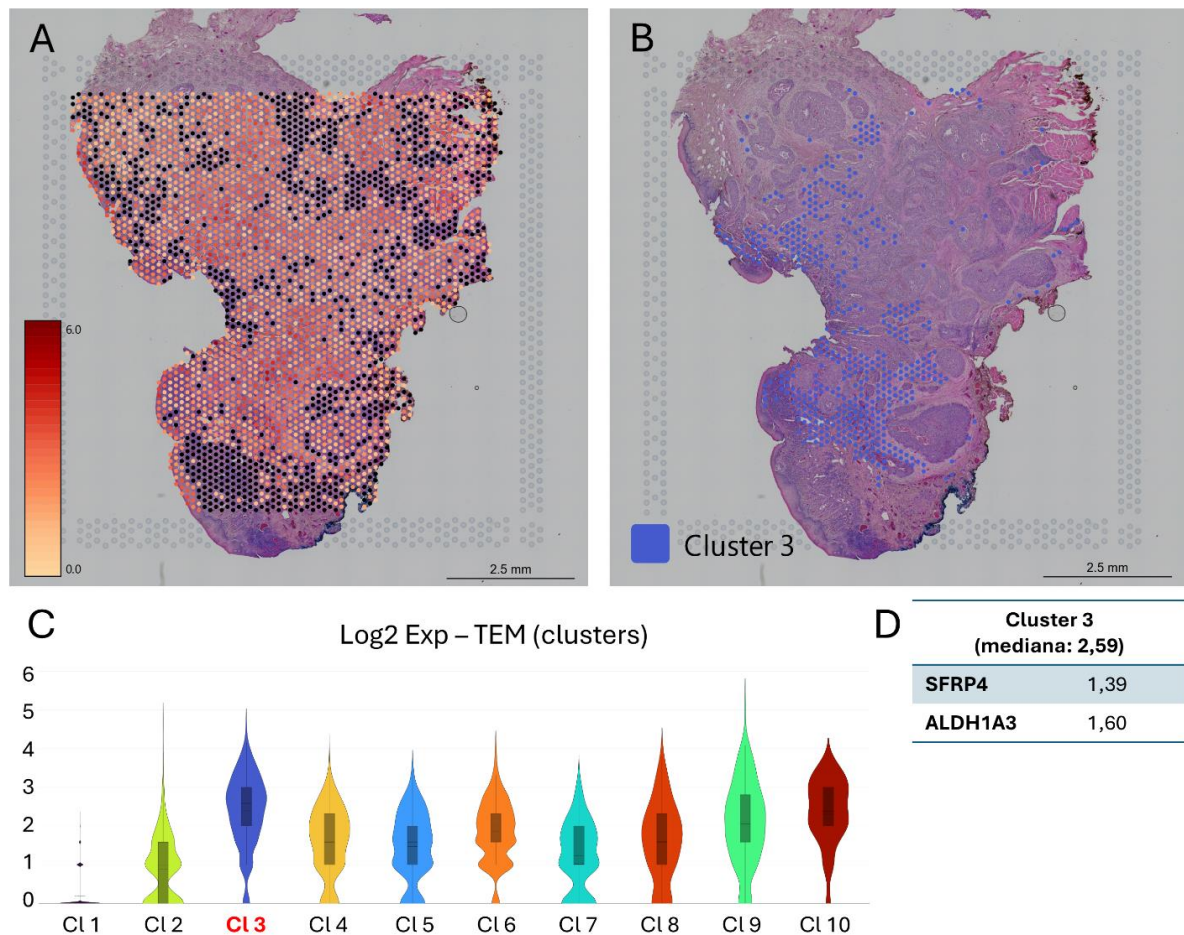 A
B
6.0
0.0
2.5 mm
Cluster 3
2.5 mm
C
Log2 Exp – TEM (clusters)
6
5
4
3
2
1
0
Cl 1 Cl 2 Cl 3 Cl 4 Cl 5 Cl 6 Cl 7 Cl 8 Cl 9 Cl 10
D
Cluster 3
(mediana: 2,59)
SFRP4 1,39
ALDH1A3 1,60